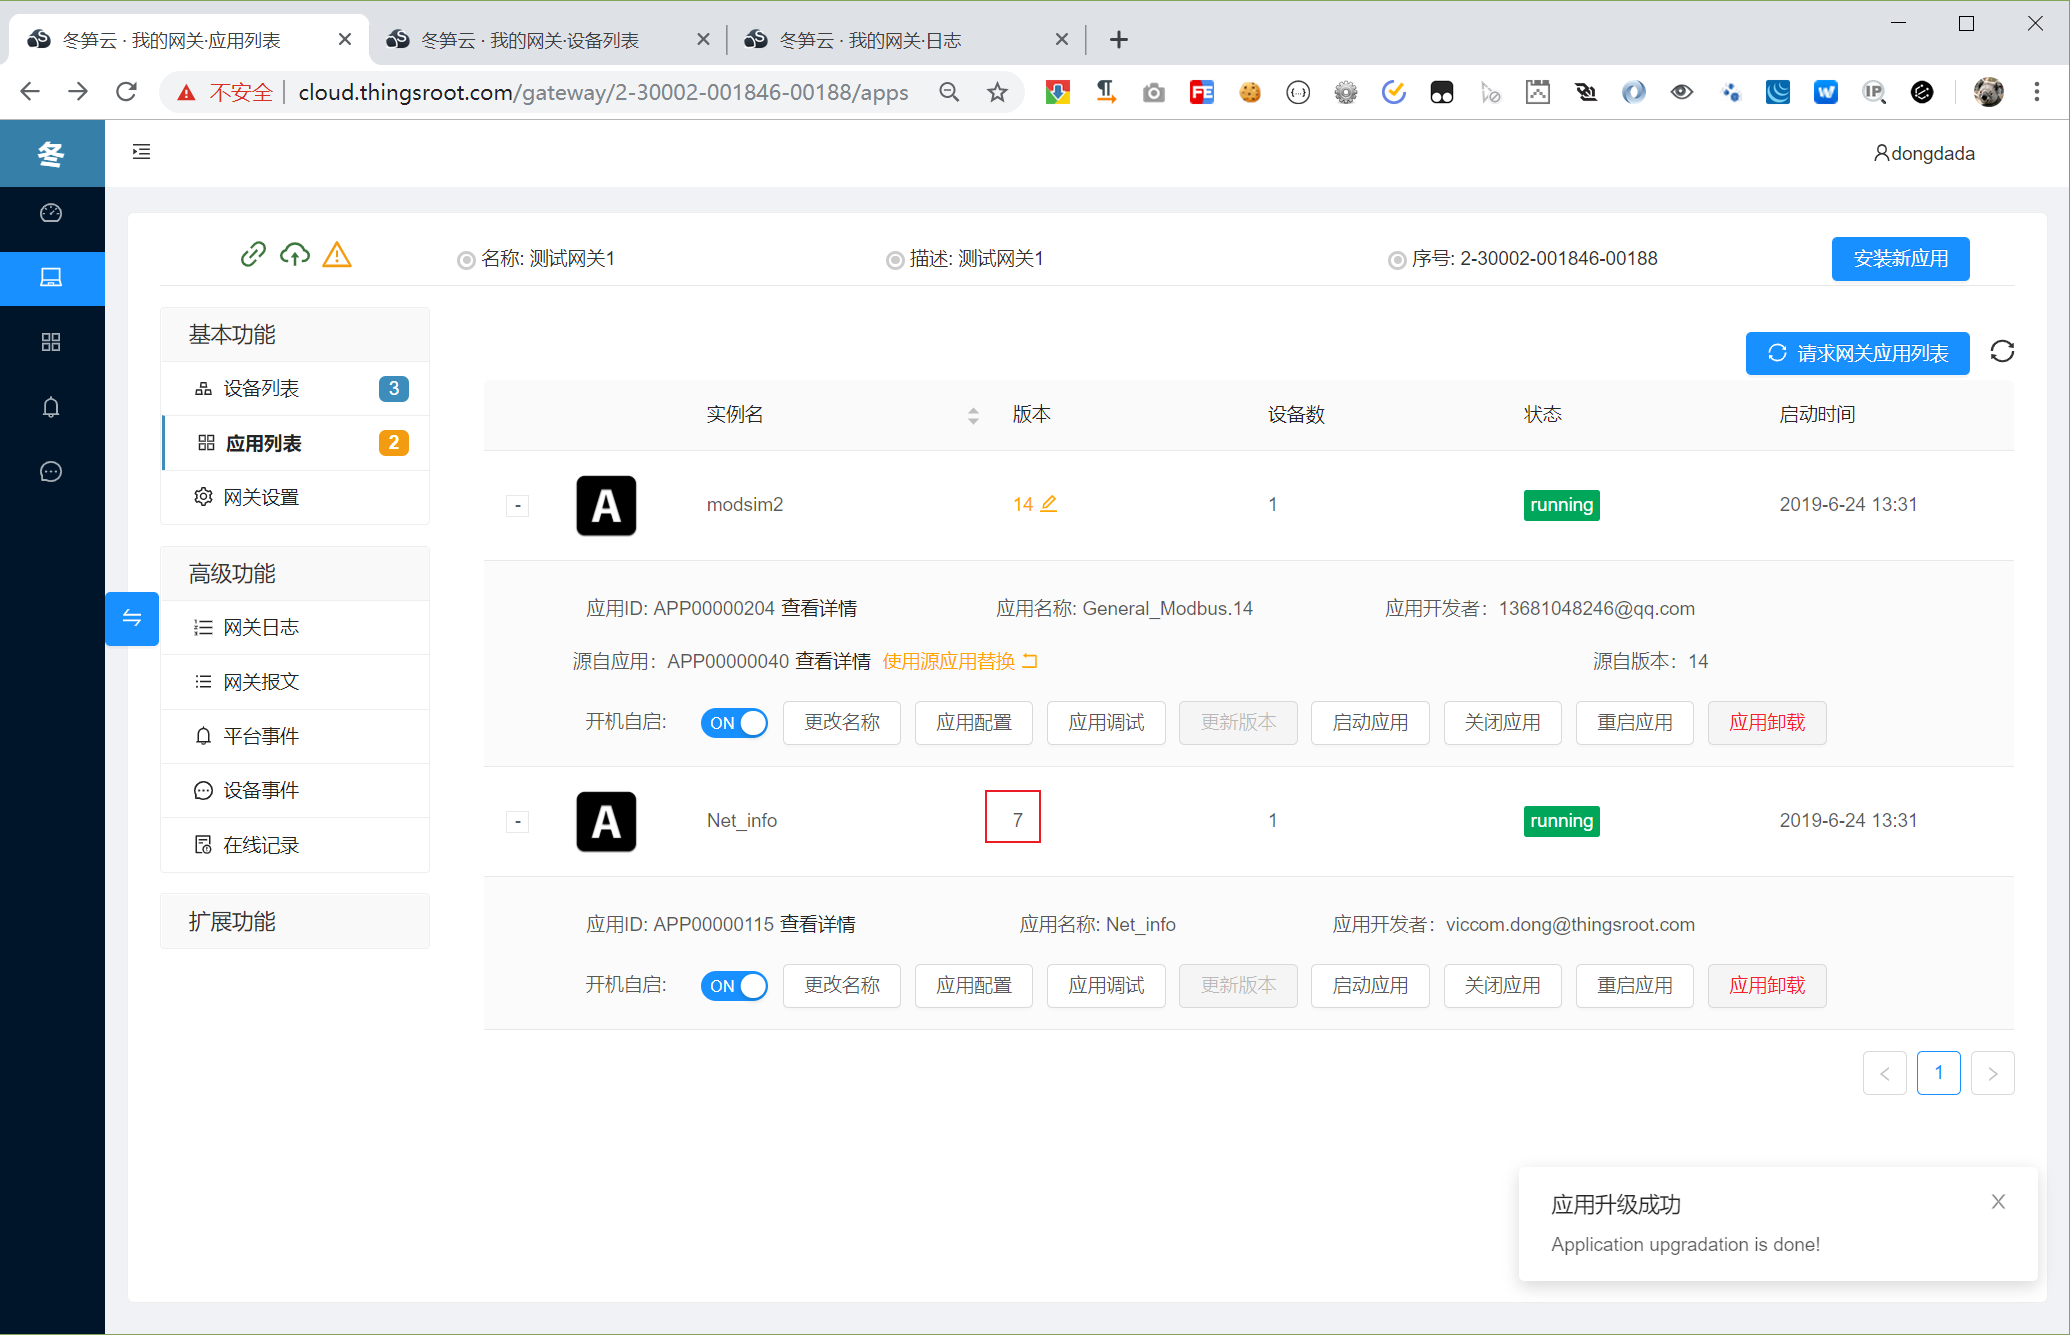 冬笋云 · 我的网关·应用列表
冬笋云 · 我的网关·设备列表
冬笋云 · 我的网关·日志
不安全 cloud.thingsroot.com/gateway/2-30002-001846-00188/apps
冬
dongdada
名称: 测试网关1
描述: 测试网关1
序号: 2-30002-001846-00188
安装新应用
基本功能
设备列表 3
应用列表 2
网关设置
高级功能
网关日志
网关报文
平台事件
设备事件
在线记录
扩展功能
请求网关应用列表
实例名 版本 设备数 状态 启动时间
- A modsim2 14 1 running 2019-6-24 13:31
应用ID: APP00000204 查看详情 应用名称: General_Modbus.14 应用开发者：13681048246@qq.com
源自应用：APP00000040 查看详情 使用源应用替换 源自版本：14
开机自启: ON 更改名称 应用配置 应用调试 更新版本 启动应用 关闭应用 重启应用 应用卸载
- A Net_info 7 1 running 2019-6-24 13:31
应用ID: APP00000115 查看详情 应用名称: Net_info 应用开发者：viccom.dong@thingsroot.com
开机自启: ON 更改名称 应用配置 应用调试 更新版本 启动应用 关闭应用 重启应用 应用卸载
< 1 >
应用升级成功
Application upgradation is done!